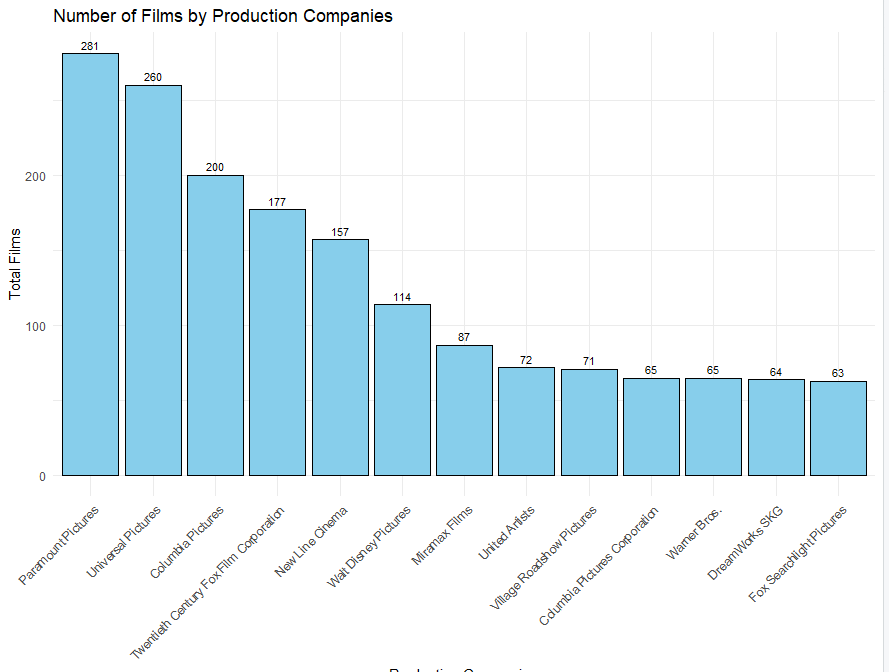 Number of Films by Production Companies
281
260
200
177
157
114
87
72
71
65
65
64
63
Total Films
200
100
0
Paramount Pictures
Universal Pictures
Columbia Pictures
Twentieth Century Fox Film Corporation
New Line Cinema
Walt Disney Pictures
Miramax Films
United Artists
Village Roadshow Pictures
Columbia Pictures Corporation
Warner Bros.
DreamWorks SKG
Fox Searchlight Pictures